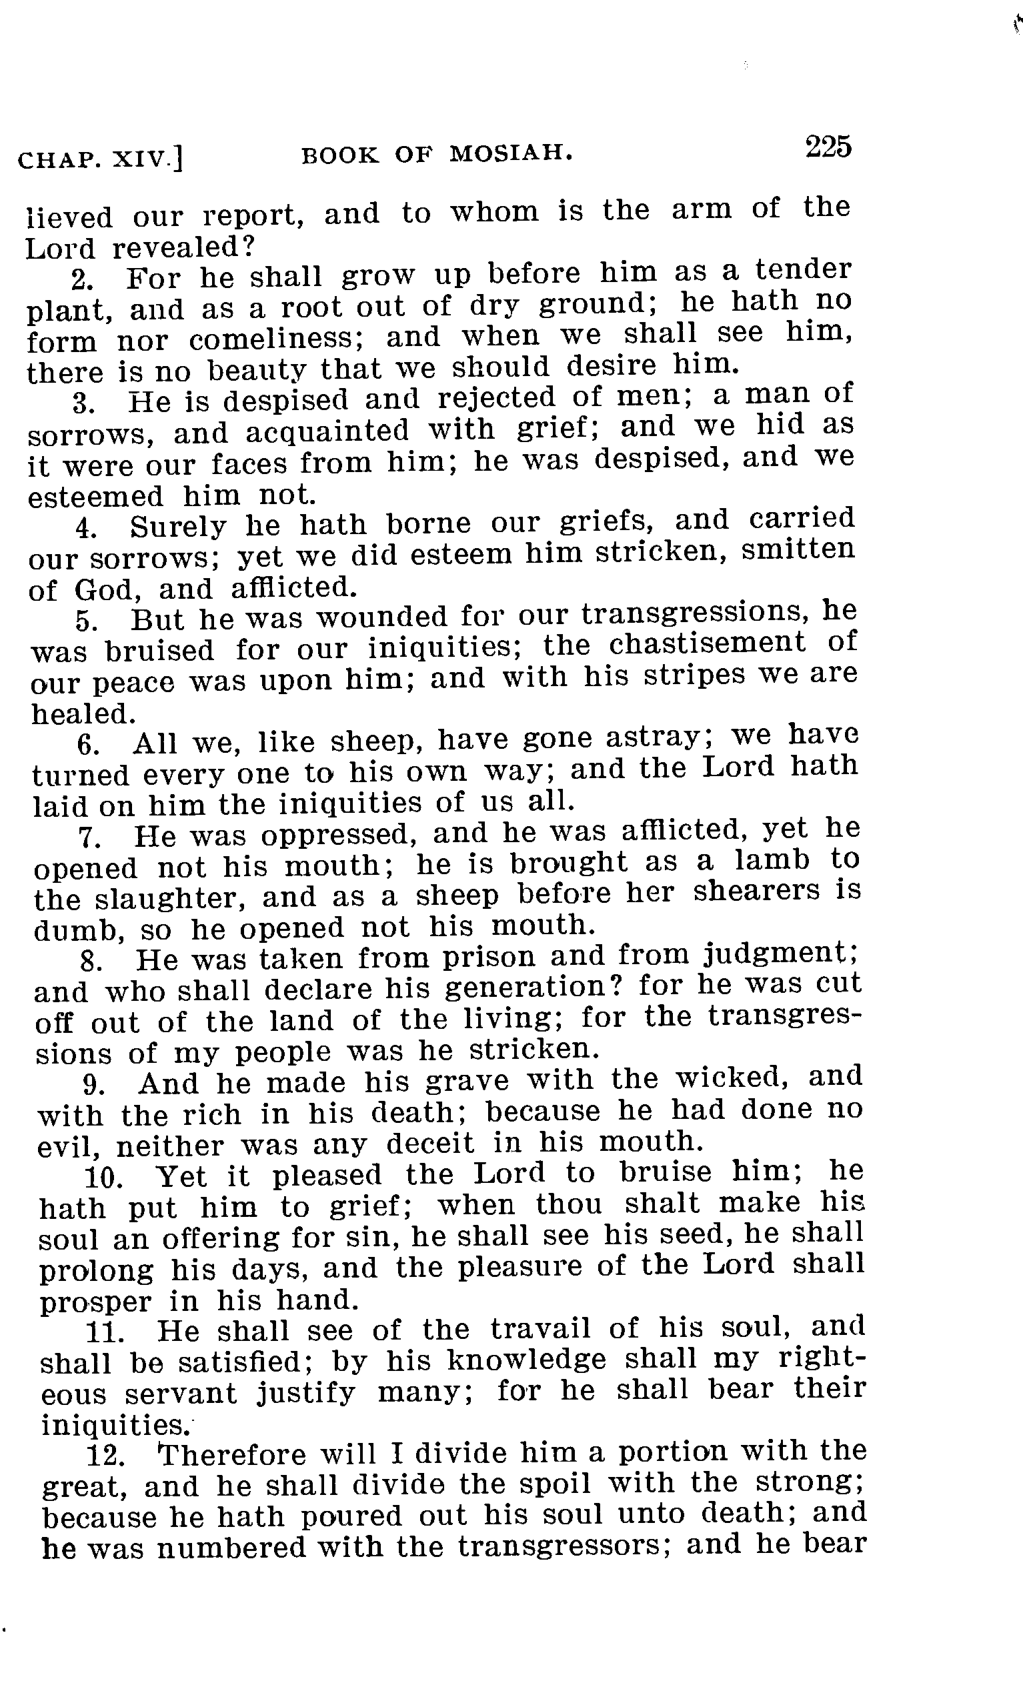 CHAP. XIV.] BOOK OF MOSIAH. 225
lieved our report, and to whom is the arm of the
Lord revealed?
2. For he shall grow up before him as a tender
plant, and as a root out of dry ground; he hath no
form nor comeliness; and when we shall see him,
there is no beauty that we should desire him.
3. He is despised and rejected of men; a man of
sorrows, and acquainted with grief; and we hid as
it were our faces from him; he was despised, and we
esteemed him not.
4. Surely he hath borne our griefs, and carried
our sorrows; yet we did esteem him stricken, smitten
of God, and afflicted.
5. But he was wounded for our transgressions, he
was bruised for our iniquities; the chastisement of
our peace was upon him; and with his stripes we are
healed.
6. All we, like sheep, have gone astray; we have
turned every one to his own way; and the Lord hath
laid on him the iniquities of us all.
7. He was oppressed, and he was afflicted, yet he
opened not his mouth; he is brought as a lamb to
the slaughter, and as a sheep before her shearers is
dumb, so he opened not his mouth.
8. He was taken from prison and from judgment;
and who shall declare his generation? for he was cut
off out of the land of the living; for the transgres-
sions of my people was he stricken.
9. And he made his grave with the wicked, and
with the rich in his death; because he had done no
evil, neither was any deceit in his mouth.
10. Yet it pleased the Lord to bruise him; he
hath put him to grief; when thou shalt make his
soul an offering for sin, he shall see his seed, he shall
prolong his days, and the pleasure of the Lord shall
prosper in his hand.
11. He shall see of the travail of his soul, and
shall be satisfied; by his knowledge shall my right-
eous servant justify many; for he shall bear their
iniquities.
12. Therefore will I divide him a portion with the
great, and he shall divide the spoil with the strong;
because he hath poured out his soul unto death; and
he was numbered with the transgressors; and he bear